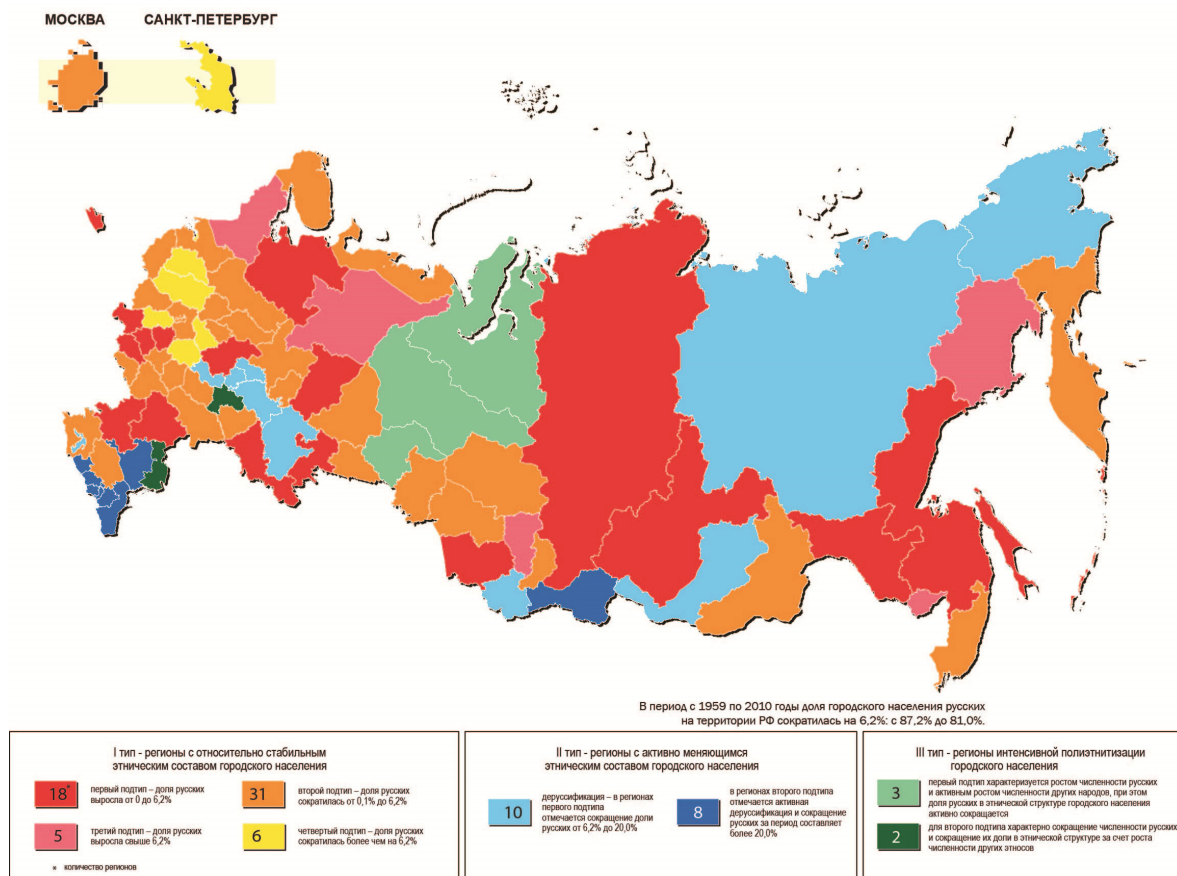 МОСКВА
САНКТ-ПЕТЕРБУРГ
В период с 1959 по 2010 годы доля городского населения русских
на территории РФ сократилась на 6,2%: с 87,2% до 81,0%.
I тип - регионы с относительно стабильным
этническим составом городского населения
18*
первый подтип – доля русских
выросла от 0 до 6,2%
31
второй подтип – доля русских
сократилась от 0,1% до 6,2%
5
третий подтип – доля русских
выросла свыше 6,2%
6
четвертый подтип – доля русских
сократилась более чем на 6,2%
* количество регионов
II тип - регионы с активно меняющимся
этническим составом городского населения
10
деруссификация – в регионах
первого подтипа
отмечается сокращение доли
русских от 6,2% до 20,0%
8
в регионах второго подтипа
отмечается активная
деруссификация и сокращение
русских за период составляет
более 20,0%
III тип - регионы интенсивной полиэтнитизации
городского населения
3
первый подтип характеризуется ростом численности русских
и активным ростом численности других народов, при этом
доля русских в этнической структуре городского населения
активно сокращается
2
для второго подтипа характерно сокращение численности русских
и сокращение их доли в этнической структуре за счет роста
численности других этносов